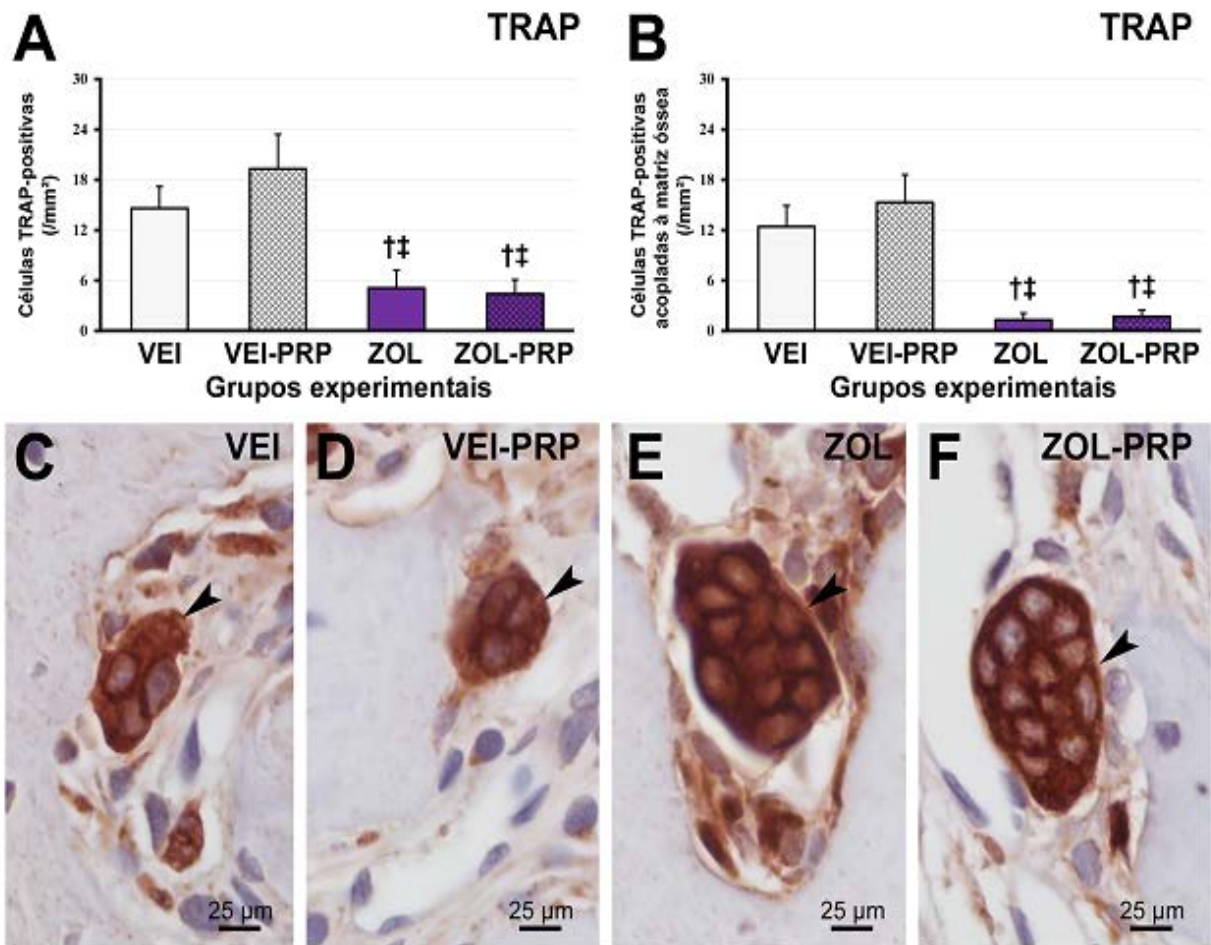 A
TRAP
Células TRAP-positivas
(/mm²)
30
24
18
12
6
0
†‡
†‡
VEI
VEI-PRP
ZOL
ZOL-PRP
Grupos experimentais
B
TRAP
Células TRAP-positivas
acopladas à matriz óssea
(/mm²)
30
24
18
12
6
0
†‡
†‡
VEI
VEI-PRP
ZOL
ZOL-PRP
Grupos experimentais
C
VEI
25 µm
D
VEI-PRP
25 µm
E
ZOL
25 µm
F
ZOL-PRP
25 µm